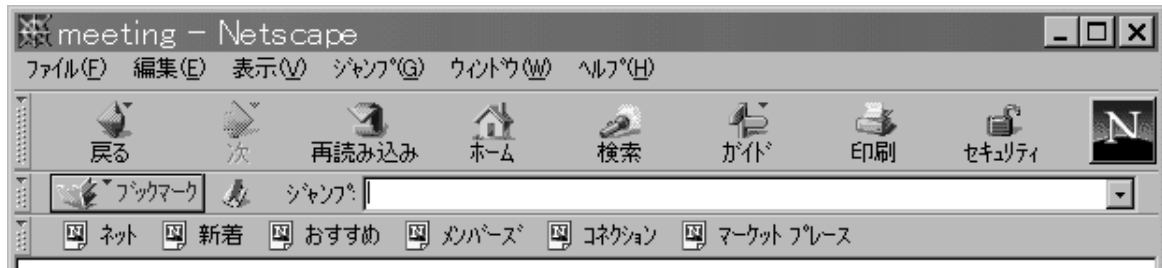 meeting - Netscape
ﾌｧｲﾙ(F) 編集(E) 表示(V) ｼﾞｬﾝﾌﾟ(G) ｳｨﾝﾄﾞｳ(W) ﾍﾙﾌﾟ(H)
戻る 次 再読み込み ﾎｰﾑ 検索 ｶﾞｲﾄﾞ 印刷 ｾｷｭﾘﾃｨ N
ﾌﾞｯｸﾏｰｸ ｼﾞｬﾝﾌﾟ:
ﾈｯﾄ 新着 おすすめ ﾒﾝﾊﾞｰｽﾞ ｺﾈｸｼｮﾝ ﾏｰｹｯﾄ ﾌﾟﾚｰｽ